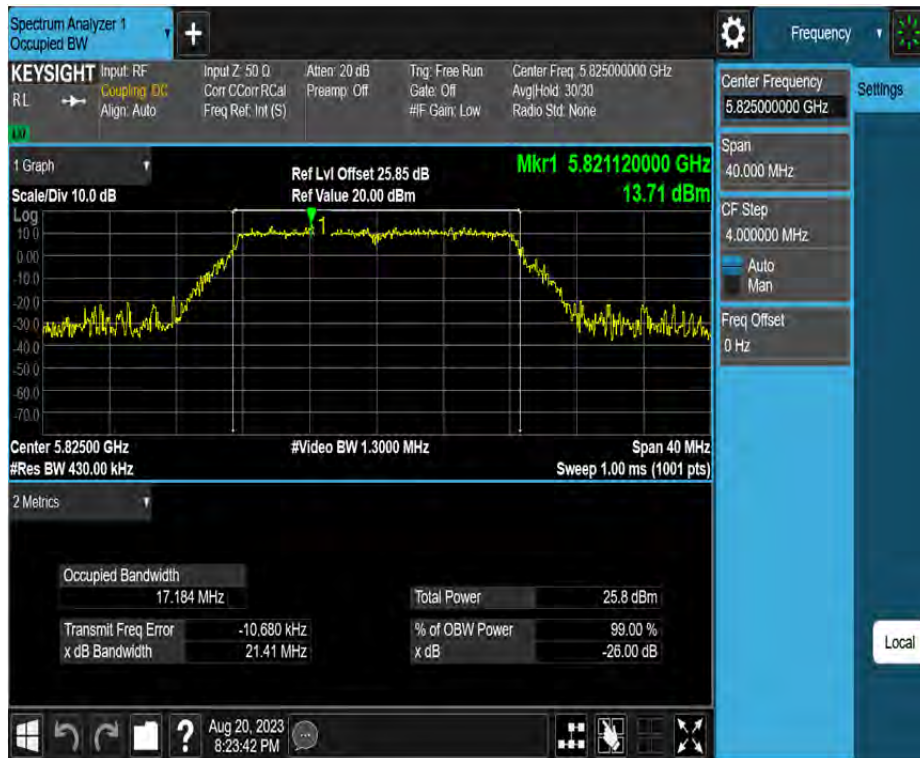 Spectrum Analyzer 1
Occupied BW
Frequency
KEYSIGHT
RL
Input: RF
Coupling: DC
Align: Auto
Input Z: 50 Ω
Corr CCorr RCal
Freq Ref: Int (S)
Atten: 20 dB
Preamp: Off
Trig: Free Run
Gate: Off
#IF Gain: Low
Center Freq: 5.825000000 GHz
Avg|Hold: 30/30
Radio Std: None
Center Frequency
5.825000000 GHz
Settings
Span
40.000 MHz
CF Step
4.000000 MHz
Auto
Man
Freq Offset
0 Hz
Local
1 Graph
Scale/Div 10.0 dB
Ref Lvl Offset 25.85 dB
Ref Value 20.00 dBm
Mkr1 5.821120000 GHz
13.71 dBm
Log
10.0
0.00
-10.0
-20.0
-30.0
-40.0
-50.0
-60.0
-70.0
1
Center 5.82500 GHz
#Res BW 430.00 kHz
#Video BW 1.3000 MHz
Span 40 MHz
Sweep 1.00 ms (1001 pts)
2 Metrics
Occupied Bandwidth
17.184 MHz
Total Power 25.8 dBm
Transmit Freq Error -10.680 kHz
% of OBW Power 99.00 %
x dB Bandwidth 21.41 MHz
x dB -26.00 dB
Aug 20, 2023
8:23:42 PM